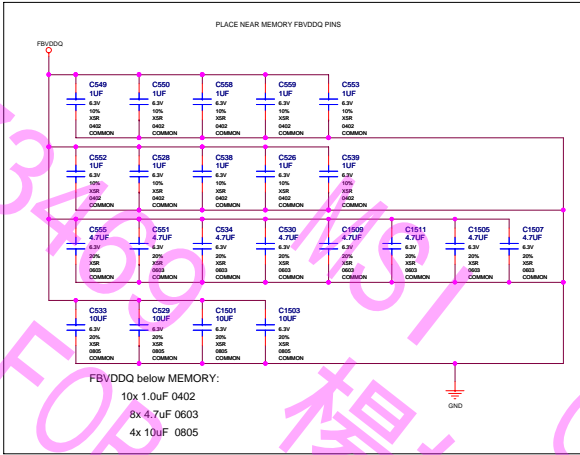 PLACE NEAR MEMORY FBVDDQ PINS
FBVDDQ
C549 C550 C558 C559 C553
1UF 1UF 1UF 1UF 1UF
6.3V 6.3V 6.3V 6.3V 6.3V
10% 10% 10% 10% 10%
X5R X5R X5R X5R X5R
0402 0402 0402 0402 0402
COMMON COMMON COMMON COMMON COMMON
C552 C528 C538 C526 C539
1UF 1UF 1UF 1UF 1UF
6.3V 6.3V 6.3V 6.3V 6.3V
10% 10% 10% 10% 10%
X5R X5R X5R X5R X5R
0402 0402 0402 0402 0402
COMMON COMMON COMMON COMMON COMMON
C555 C551 C534 C530 C1509 C1511 C1505 C1507
4.7UF 4.7UF 4.7UF 4.7UF 4.7UF 4.7UF 4.7UF 4.7UF
6.3V 6.3V 6.3V 6.3V 6.3V 6.3V 6.3V 6.3V
20% 20% 20% 20% 20% 20% 20% 20%
X5R X5R X5R X5R X5R X5R X5R X5R
0603 0603 0603 0603 0603 0603 0603 0603
COMMON COMMON COMMON COMMON COMMON COMMON COMMON COMMON
C533 C529 C1501 C1503
10UF 10UF 10UF 10UF
6.3V 6.3V 6.3V 6.3V
20% 20% 20% 20%
X5R X5R X5R X5R
0805 0805 0805 0805
COMMON COMMON COMMON COMMON
FBVDDQ below MEMORY:
10x 1.0uF 0402
8x 4.7uF 0603
4x 10uF 0805
GND
MSI
FOR
楊